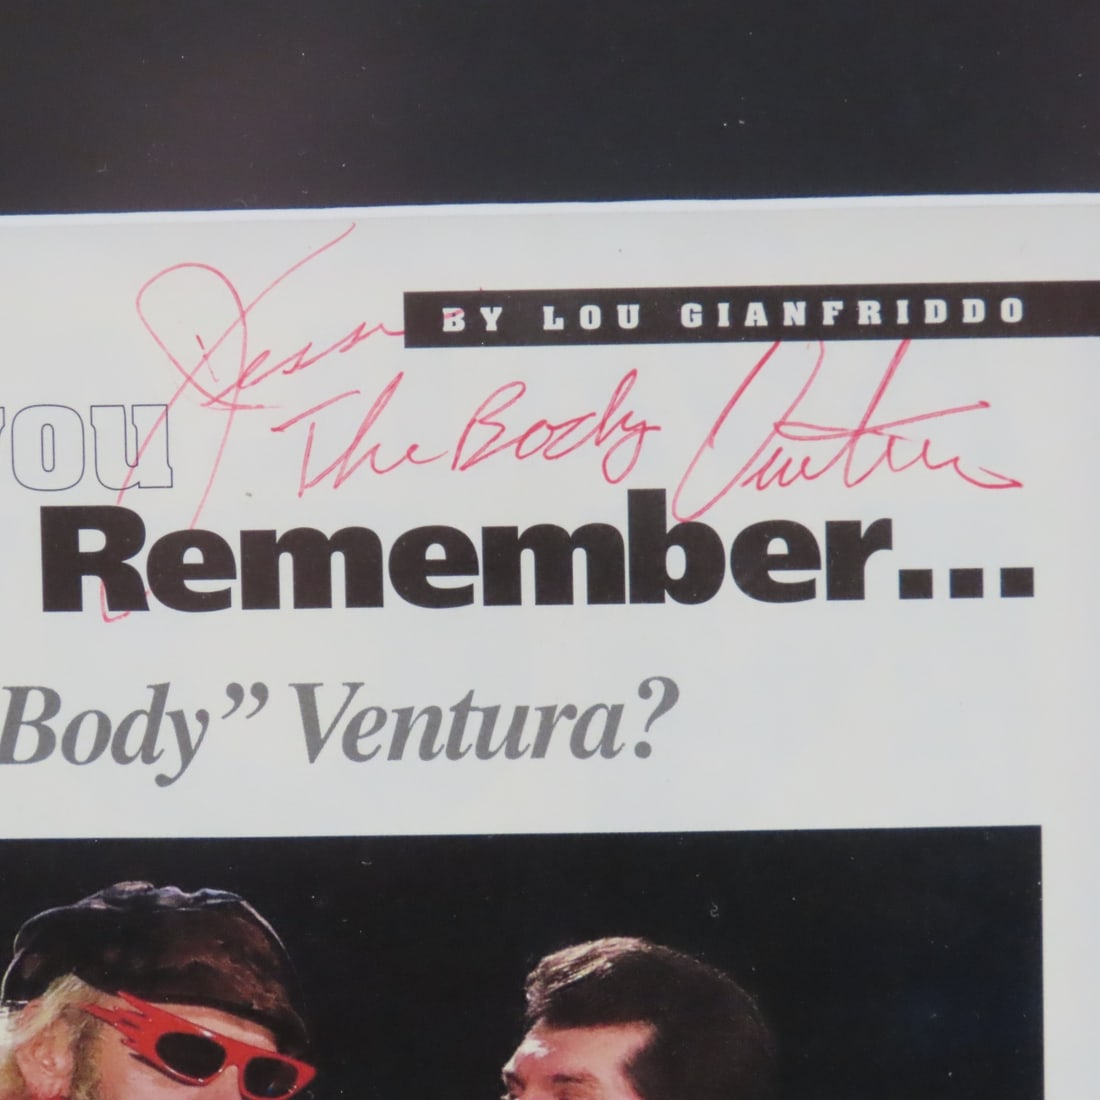 BY LOU GIANFRIDDO
Jesse
The Body Ventura
you
Remember...
Body” Ventura?